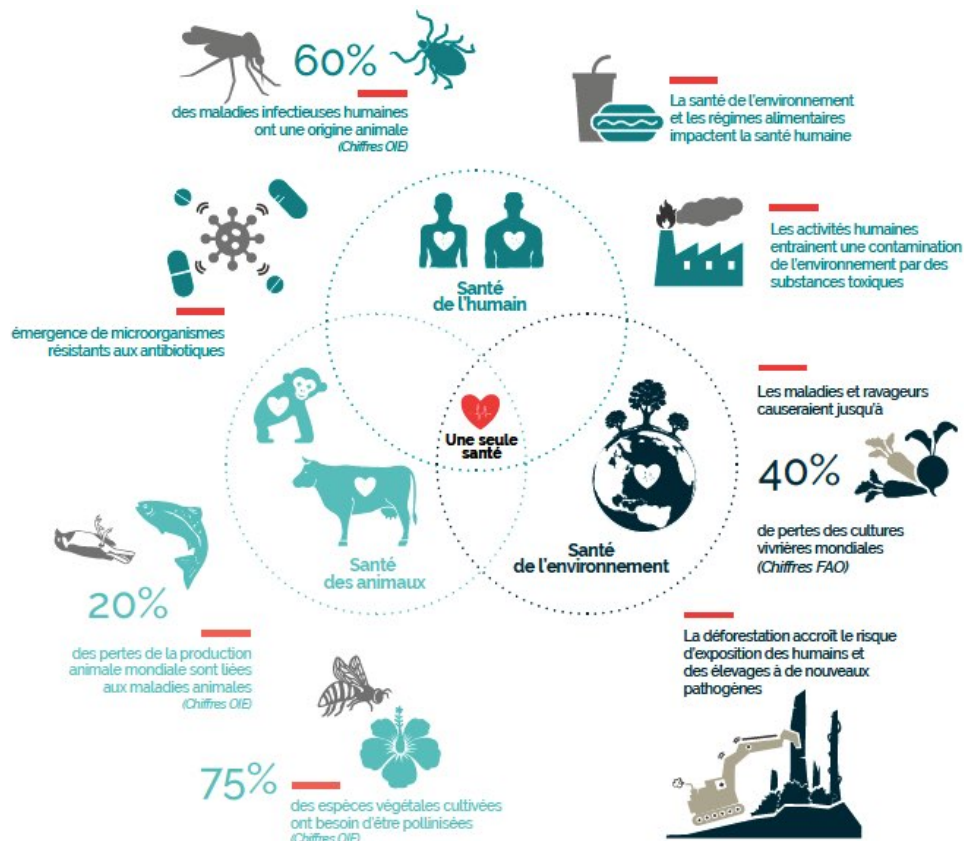 60%
des maladies infectieuses humaines
ont une origine animale
(Chiffres OIE)
La santé de l'environnement
et les régimes alimentaires
impactent la santé humaine
Les activités humaines
entrainent une contamination
de l'environnement par des
substances toxiques
émergence de microorganismes
résistants aux antibiotiques
Santé
de l'humain
Une seule
santé
Santé
des animaux
Santé
de l'environnement
Les maladies et ravageurs
causeraient jusqu'à
40%
de pertes des cultures
vivrières mondiales
(Chiffres FAO)
20%
des pertes de la production
animale mondiale sont liées
aux maladies animales
(Chiffres OIE)
La déforestation accroît le risque
d'exposition des humains et
des élevages à de nouveaux
pathogènes
75%
des espèces végétales cultivées
ont besoin d'être pollinisées
(Chiffres OIE)